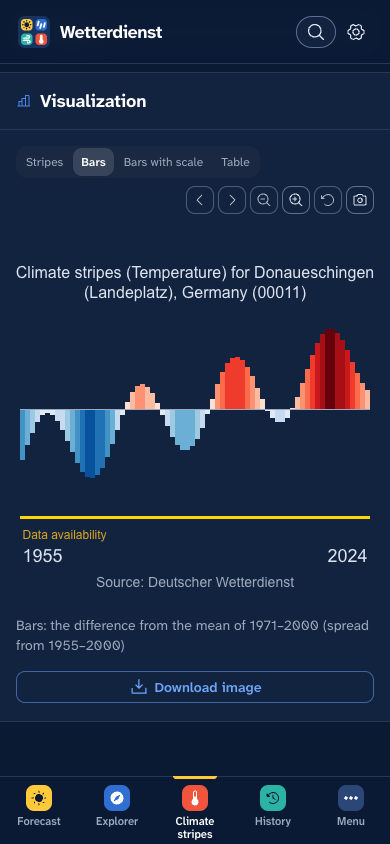 Wetterdienst
Visualization
Stripes Bars Bars with scale Table
Climate stripes (Temperature) for Donaueschingen
(Landeplatz), Germany (00011)
Data availability
1955 2024
Source: Deutscher Wetterdienst
Bars: the difference from the mean of 1971–2000 (spread
from 1955–2000)
Download image
Forecast Explorer Climate stripes History Menu